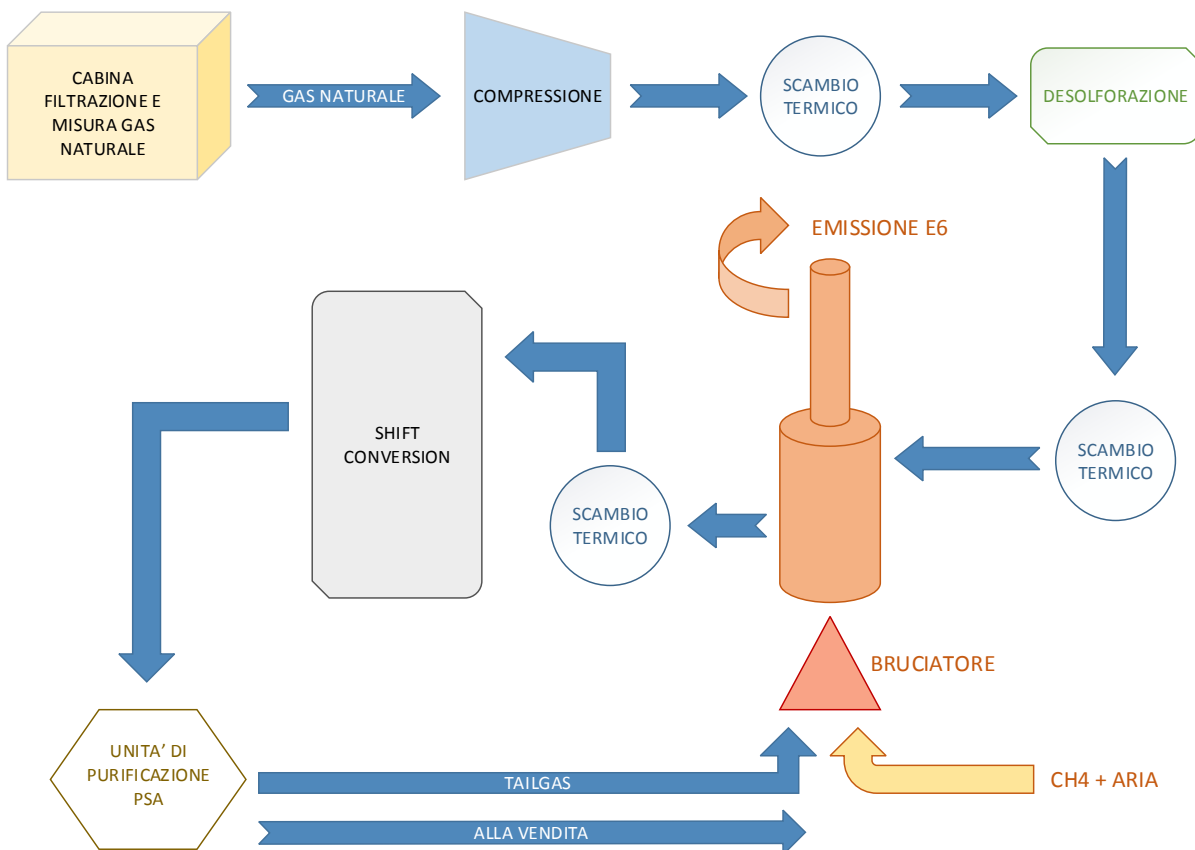 CABINA
FILTRAZIONE E
MISURA GAS
NATURALE
GAS NATURALE
COMPRESSIONE
SCAMBIO
TERMICO
DESOLFORAZIONE
EMISSIONE E6
SCAMBIO
TERMICO
SHIFT
CONVERSION
SCAMBIO
TERMICO
BRUCIATORE
UNITA’ DI
PURIFICAZIONE
PSA
TAILGAS
CH4 + ARIA
ALLA VENDITA